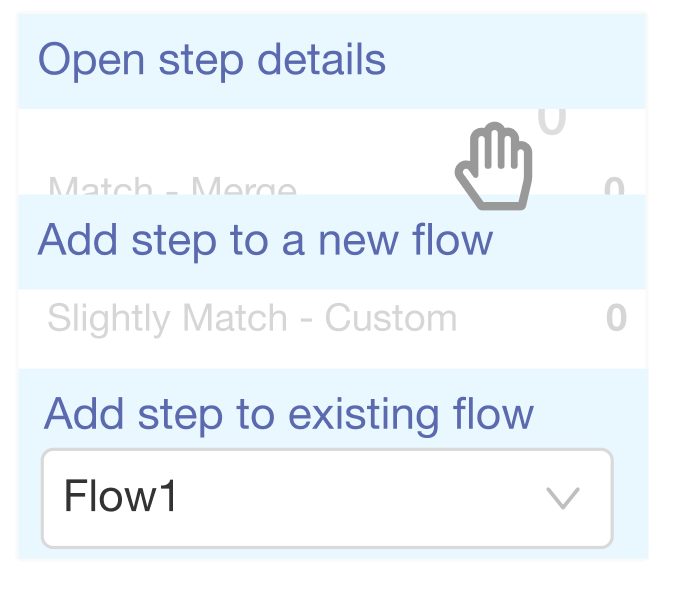 Open step details
0
Match - Merge 0
Add step to a new flow
Slightly Match - Custom 0
Add step to existing flow
Flow1